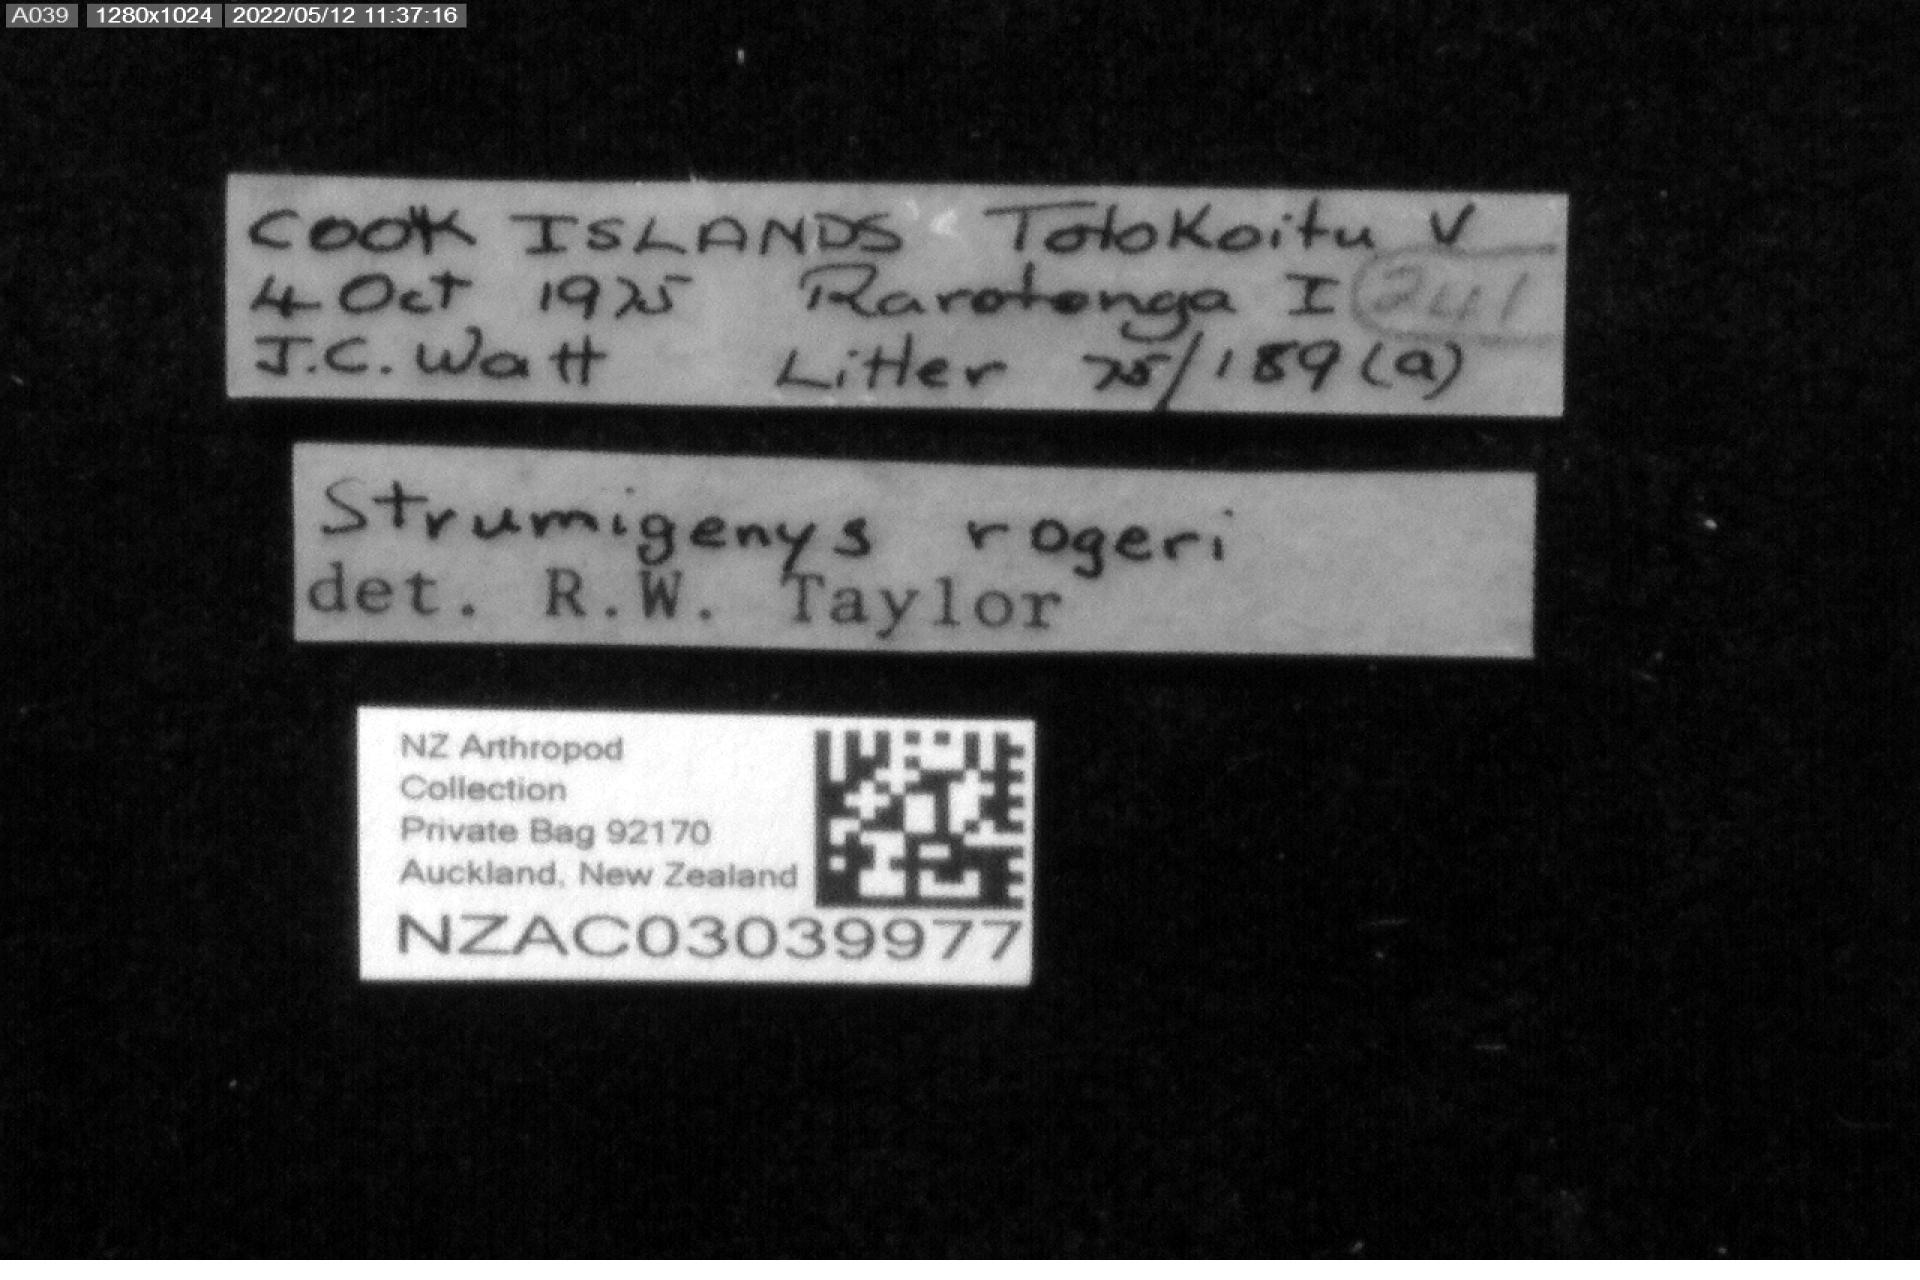 A039 1280x1024 2022/05/12 11:37:16
COOK ISLANDS Totokoitu V
4 Oct 1975 Rarotonga I 241
J.C. Watt Litter 75/189 (a)
Strumigenys rogeri
det. R.W. Taylor
NZ Arthropod
Collection
Private Bag 92170
Auckland, New Zealand
NZAC03039977